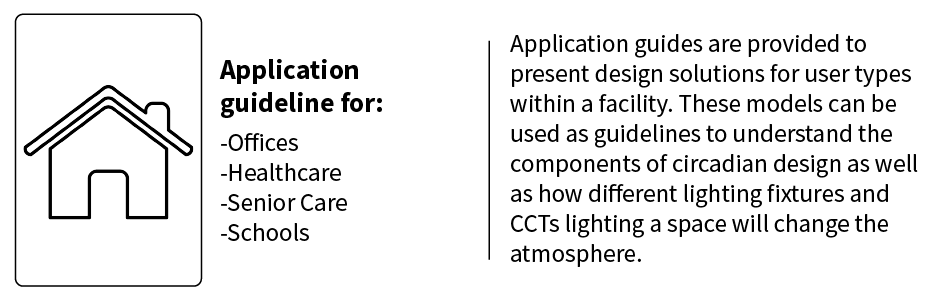 Application
guideline for:
-Offices
-Healthcare
-Senior Care
-Schools
Application guides are provided to
present design solutions for user types
within a facility. These models can be
used as guidelines to understand the
components of circadian design as well
as how different lighting fixtures and
CCTs lighting a space will change the
atmosphere.